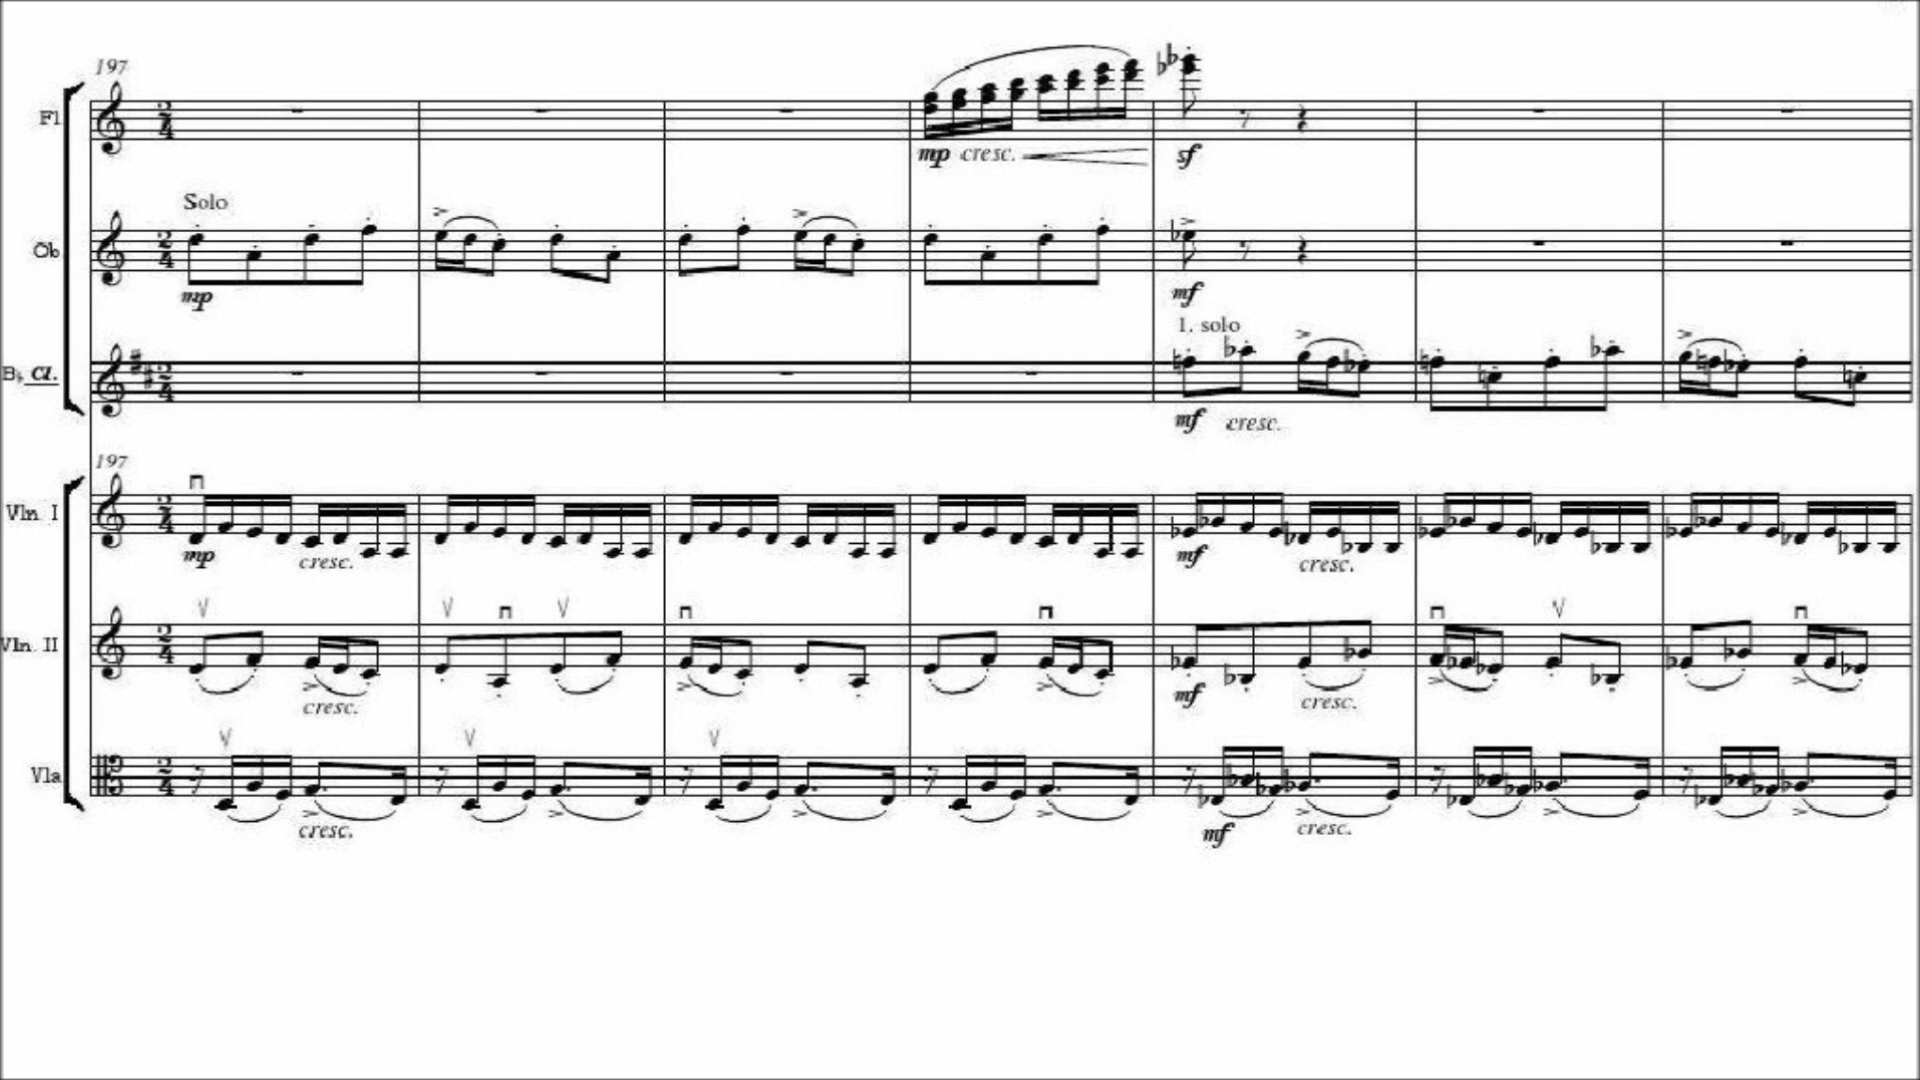 197
Fl
mp cresc. sf
Solo
Ob
mp mf
1. solo
B♭ cl.
mf cresc.
197
Vln. I
mp cresc. mf cresc.
Vln. II
cresc. mf cresc.
Vla
cresc. mf cresc.